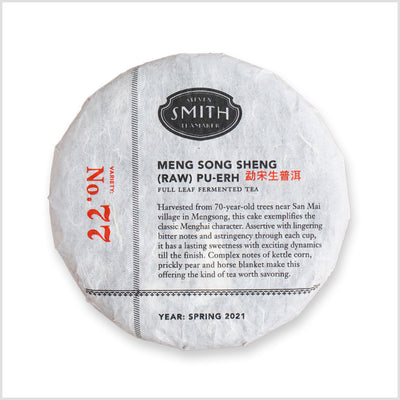 STEVEN
SMITH
TEAMAKER
VARIETY:
No. 77
MENG SONG SHENG
(RAW) PU-ERH 勐宋生普洱
FULL LEAF FERMENTED TEA
Harvested from 70-year-old trees near San Mai
village in Mengsong, this cake exemplifies the
classic Menghai character. Assertive with lingering
bitter notes and astringency through each cup,
it has a lasting sweetness with exciting dynamics
till the finish. Complex notes of kettle corn,
prickly pear and horse blanket make this
offering the kind of tea worth savoring.
YEAR: SPRING 2021